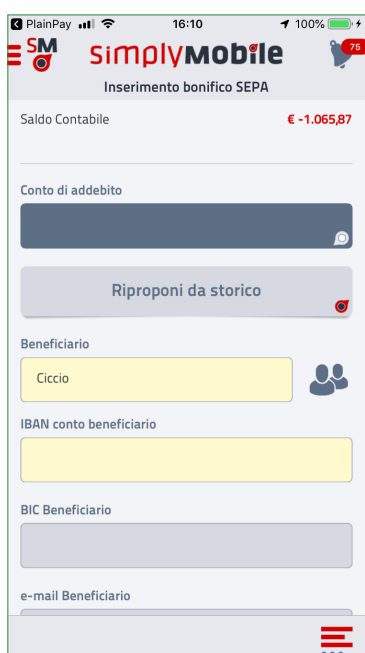 PlainPay 16:10 100%
SM simplymobile 75
Inserimento bonifico SEPA
Saldo Contabile € -1.065,87
Conto di addebito
Riproponi da storico
Beneficiario
Ciccio
IBAN conto beneficiario
BIC Beneficiario
e-mail Beneficiario